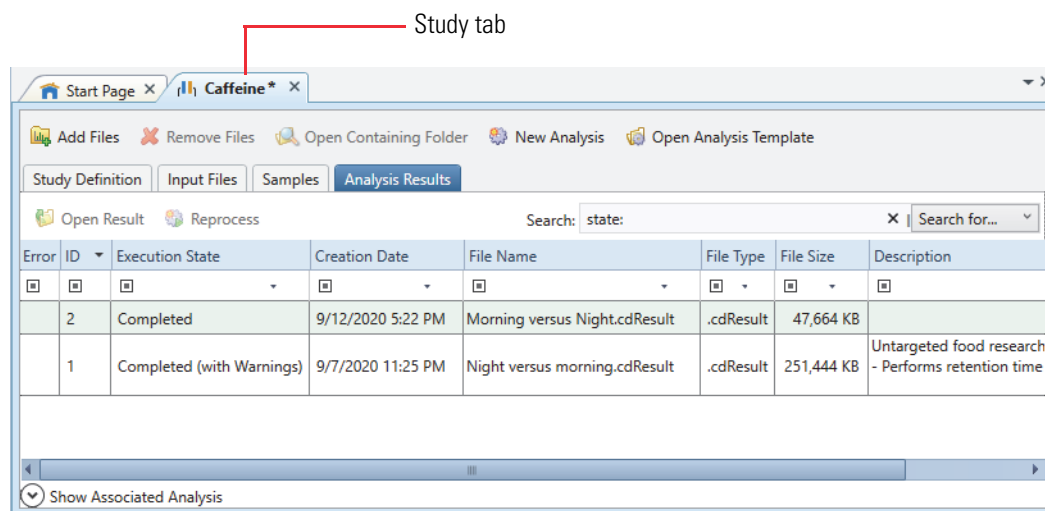 Study tab
Start Page
Caffeine*
Add Files Remove Files Open Containing Folder New Analysis Open Analysis Template
Study Definition Input Files Samples Analysis Results
Open Result Reprocess Search: state: Search for...
Error ID Execution State Creation Date File Name File Type File Size Description
2 Completed 9/12/2020 5:22 PM Morning versus Night.cdResult .cdResult 47,664 KB
1 Completed (with Warnings) 9/7/2020 11:25 PM Night versus morning.cdResult .cdResult 251,444 KB Untargeted food research
- Performs retention time
Show Associated Analysis